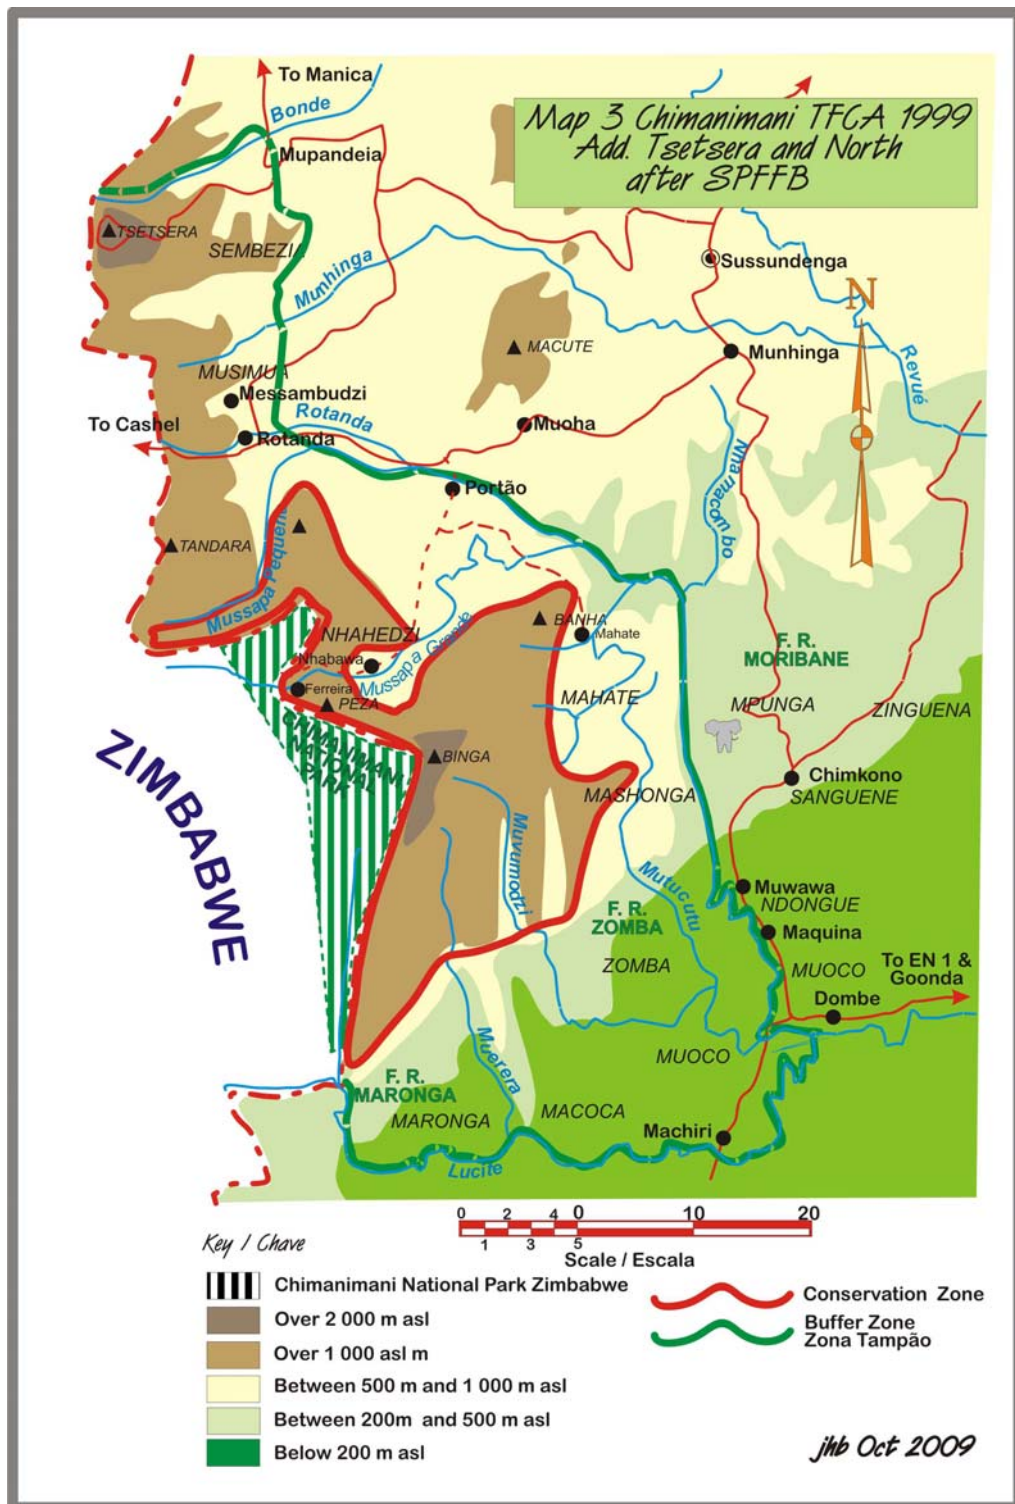 To Manica
Bonde
Map 3 Chimanimani TFCA 1999
Add. Tsetsera and North
after SPFFB
Mupandeia
TSETSERA
SEMBEZIA
Munhinga
Sussundenga
N
MACUTE
Munhinga
Revué
MUSIMUA
Messambudzi
To Cashel
Rotanda
Rotanda
Muoha
Nhamacombo
Portão
TANDARA
Mussapa Pequeno
NHAHEDZI
BANHA
Mahate
F. R.
MORIBANE
Nhabawa
Mussapa Grande
Ferreira
PEZA
MAHATE
MPUNGA
ZINGUENA
CHIMANIMANI
NATIONAL
PARK
BINGA
ZIMBABWE
MASHONGA
Chimkono
SANGUENE
Muvumodzi
Mutucutu
Muwawa
NDONGUE
F. R.
ZOMBA
Maquina
ZOMBA
MUOCO
To EN 1 &
Goonda
Dombe
Muerera
MUOCO
F. R.
MARONGA
MARONGA
MACOCA
Machiri
Lucite
0 2 4 0 10 20
1 3 5
Scale / Escala
Key / Chave
Chimanimani National Park Zimbabwe
Over 2 000 m asl
Over 1 000 asl m
Between 500 m and 1 000 m asl
Between 200m and 500 m asl
Below 200 m asl
Conservation Zone
Buffer Zone
Zona Tampão
jhb Oct 2009